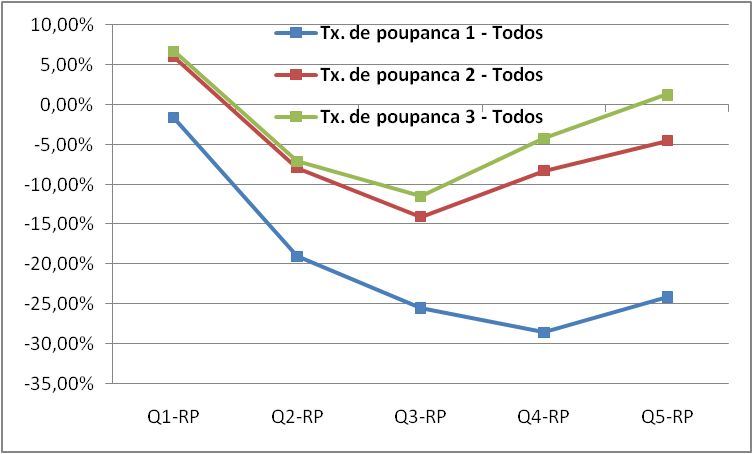 10,00%
5,00%
0,00%
-5,00%
-10,00%
-15,00%
-20,00%
-25,00%
-30,00%
-35,00%
Tx. de poupanca 1 - Todos
Tx. de poupanca 2 - Todos
Tx. de poupanca 3 - Todos
Q1-RP Q2-RP Q3-RP Q4-RP Q5-RP